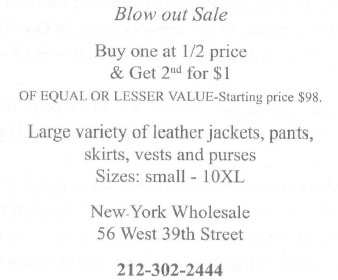 Blow out Sale
Buy one at 1/2 price
& Get 2nd for $1
OF EQUAL OR LESSER VALUE-Starting price $98.
Large variety of leather jackets, pants,
skirts, vests and purses
Sizes: small - 10XL
New York Wholesale
56 West 39th Street
212-302-2444